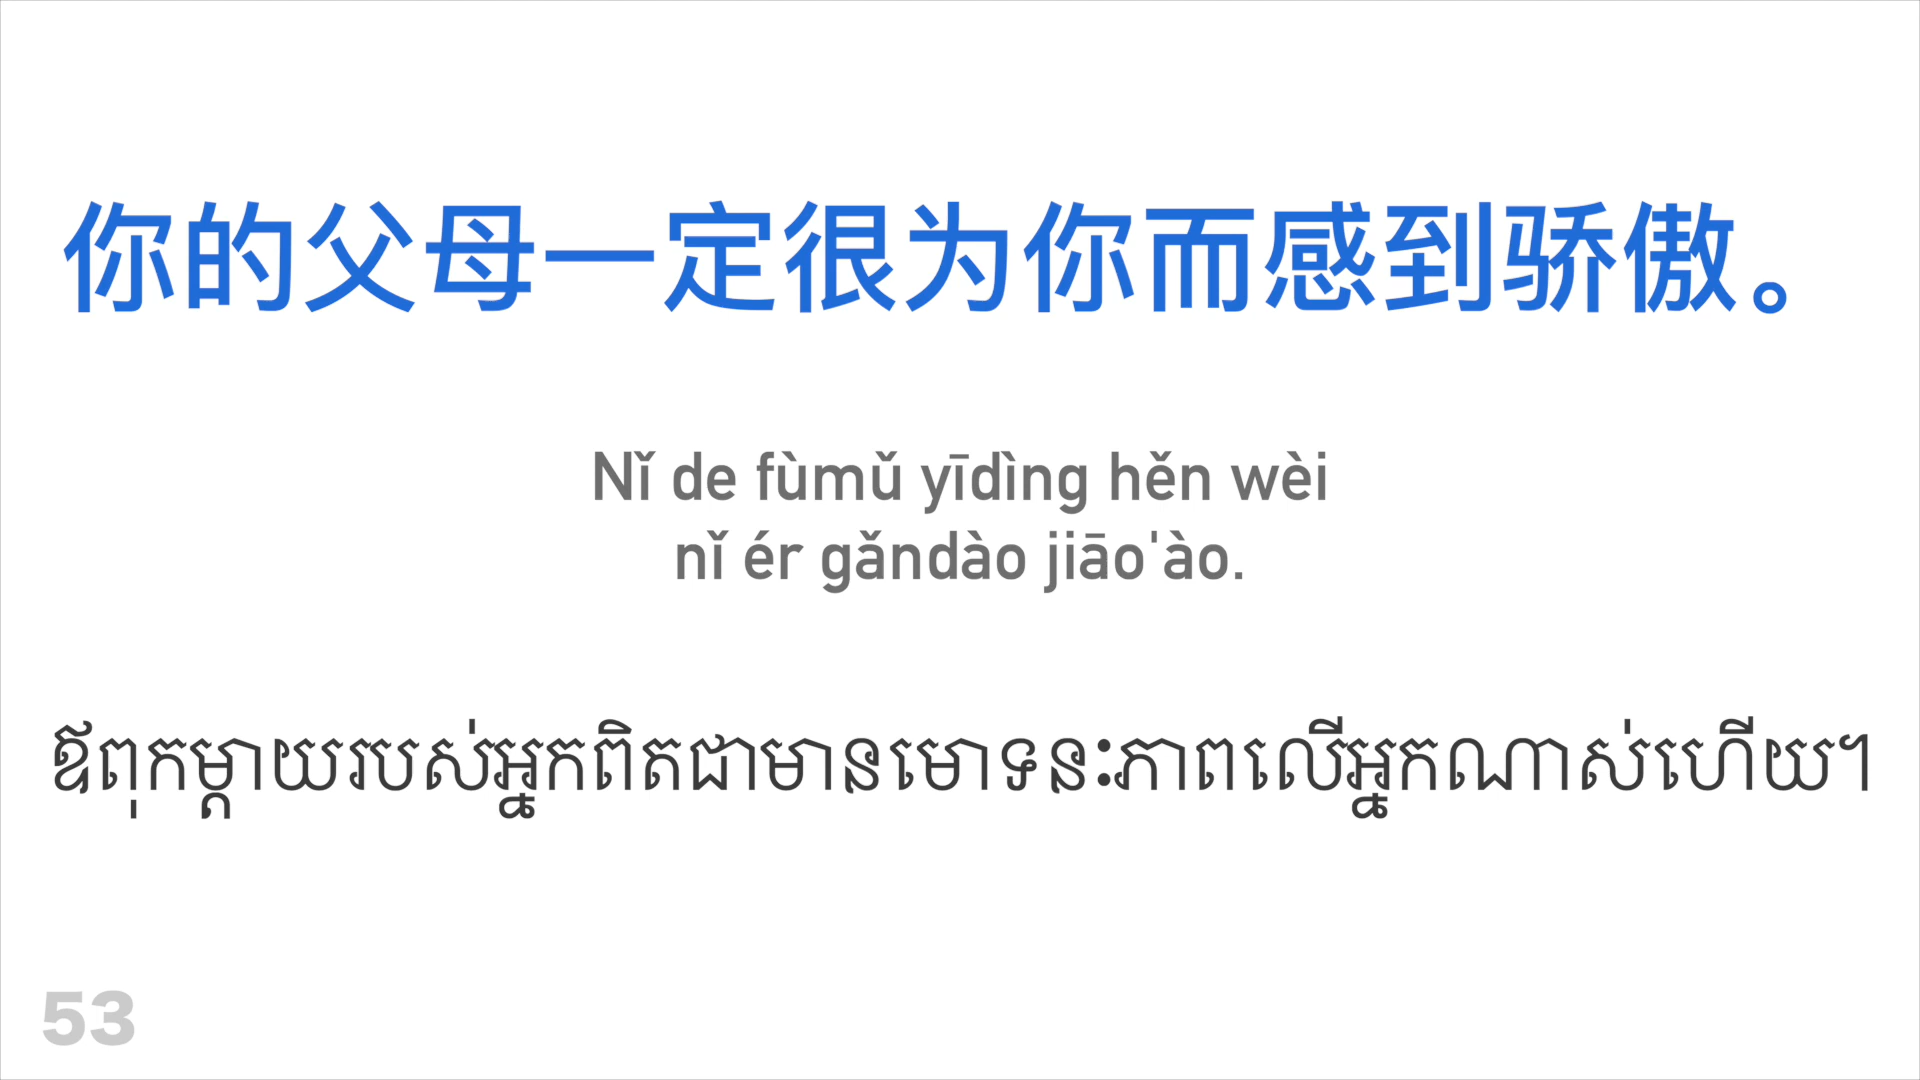 你的父母一定很为你而感到骄傲。
Nǐ de fùmǔ yīdìng hěn wèi
nǐ ér gǎndào jiāo'ào.
ឪពុកម្ដាយរបស់អ្នកពិតជាមានមោទនៈភាពលើអ្នកណាស់ហើយ។
53